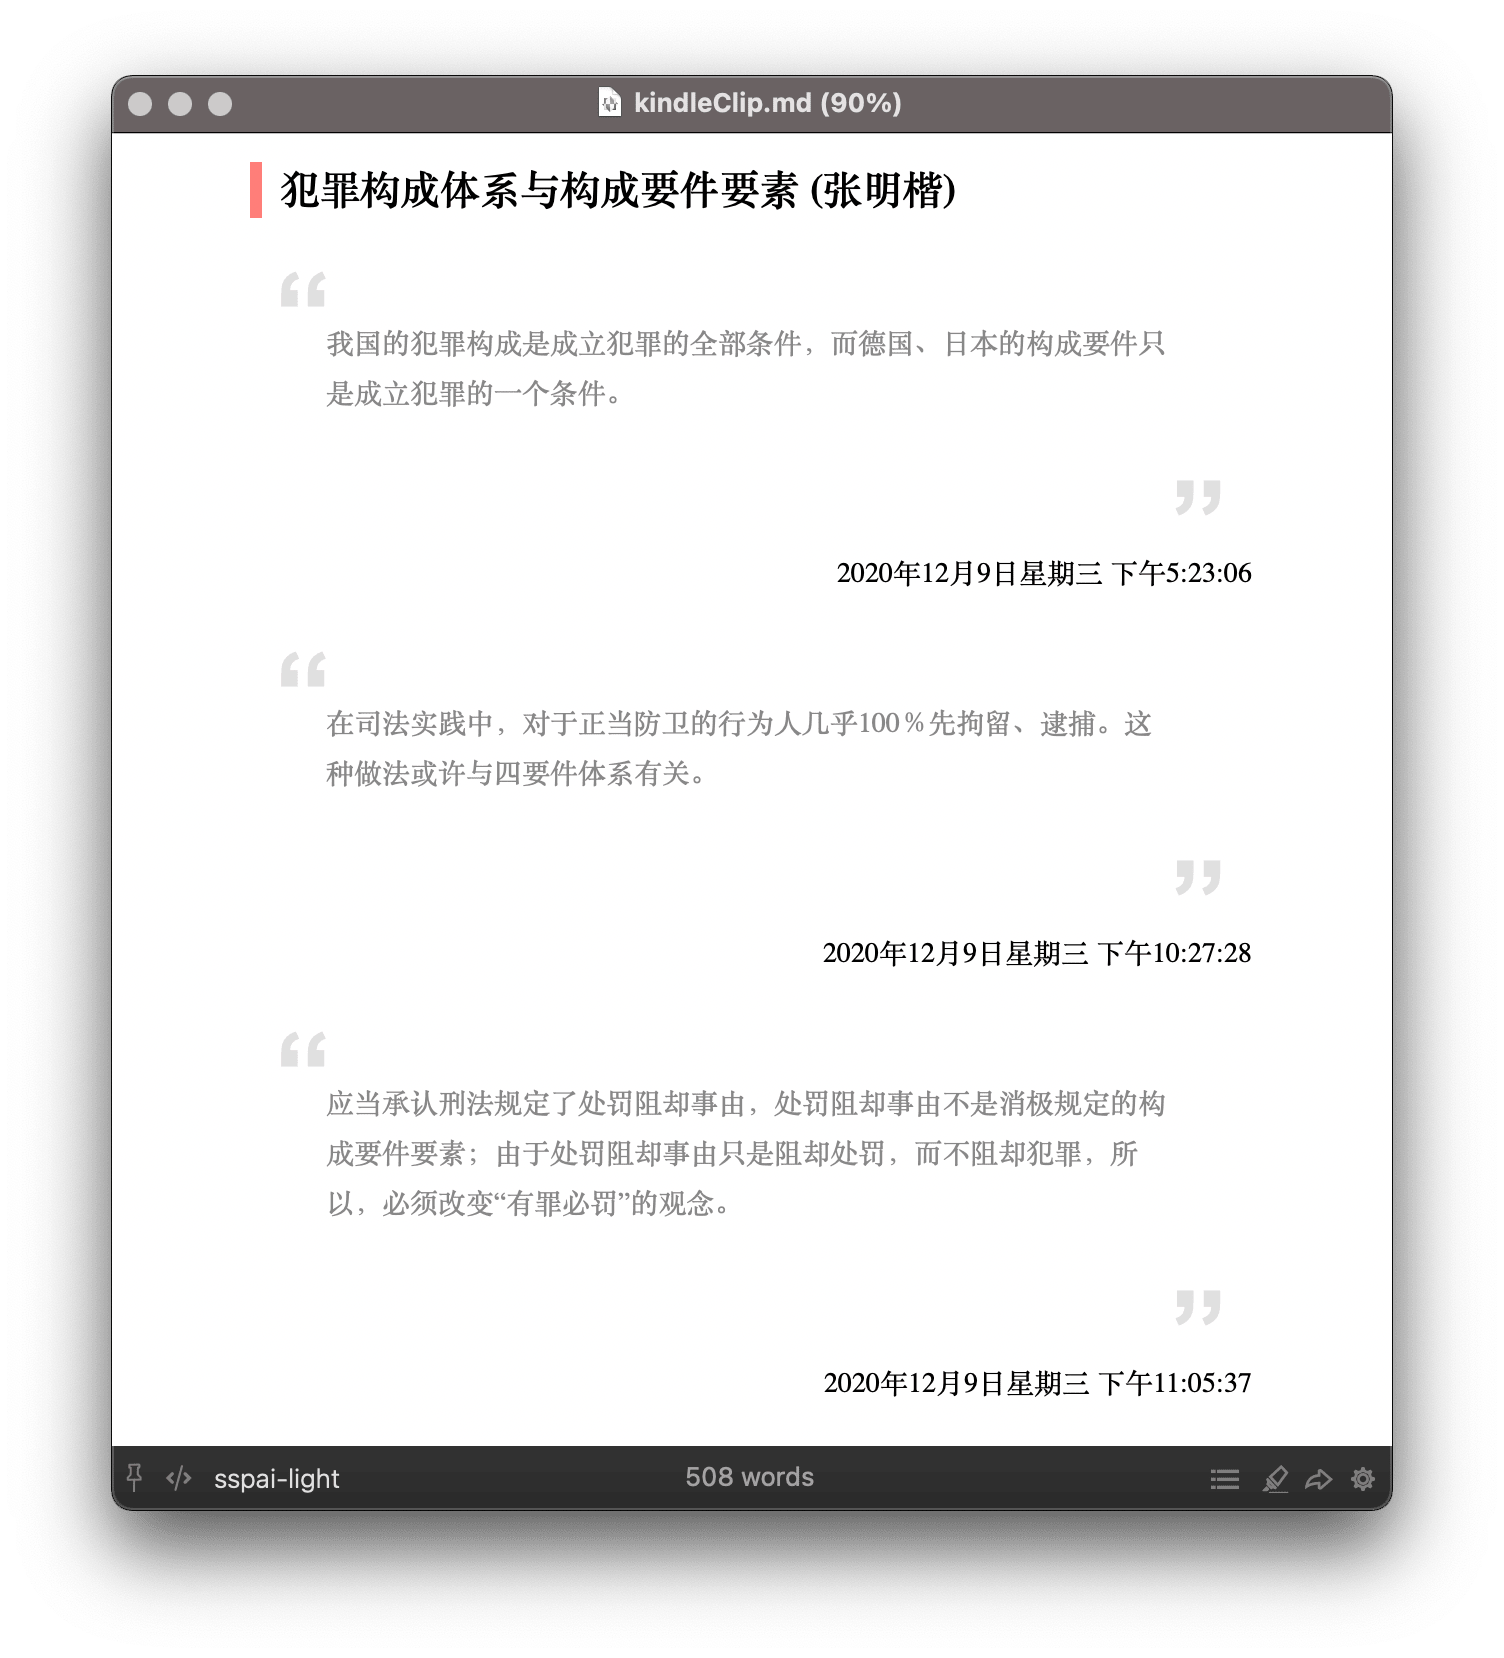 kindleClip.md (90%)
犯罪构成体系与构成要件要素 (张明楷)
“
我国的犯罪构成是成立犯罪的全部条件，而德国、日本的构成要件只
是成立犯罪的一个条件。
”
2020年12月9日星期三 下午5:23:06
“
在司法实践中，对于正当防卫的行为人几乎100％先拘留、逮捕。这
种做法或许与四要件体系有关。
”
2020年12月9日星期三 下午10:27:28
“
应当承认刑法规定了处罚阻却事由，处罚阻却事由不是消极规定的构
成要件要素；由于处罚阻却事由只是阻却处罚，而不阻却犯罪，所
以，必须改变“有罪必罚”的观念。
”
2020年12月9日星期三 下午11:05:37
sspai-light
508 words